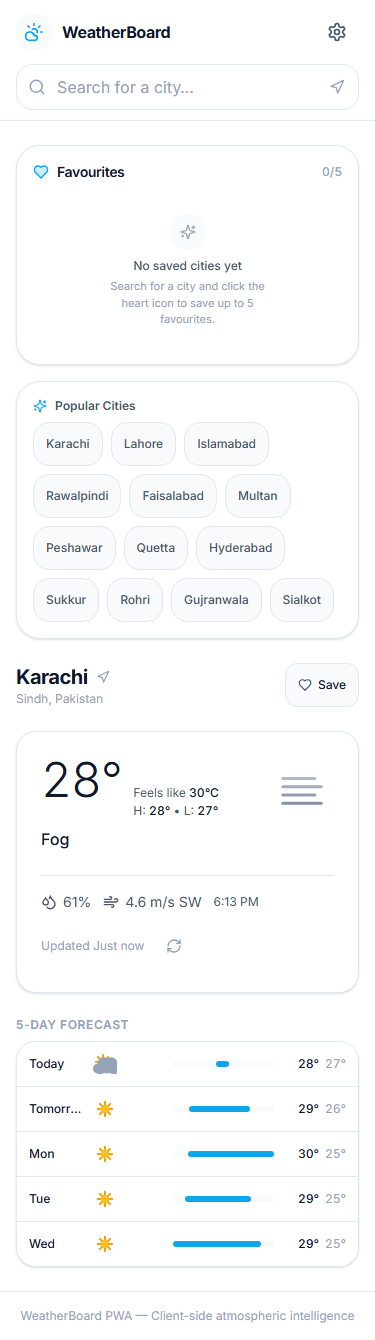 WeatherBoard
Search for a city...
Favourites 0/5
No saved cities yet
Search for a city and click the
heart icon to save up to 5
favourites.
Popular Cities
Karachi Lahore Islamabad
Rawalpindi Faisalabad Multan
Peshawar Quetta Hyderabad
Sukkur Rohri Gujranwala Sialkot
Karachi
Sindh, Pakistan
Save
28°
Feels like 30°C
H: 28° • L: 27°
Fog
61% 4.6 m/s SW 6:13 PM
Updated Just now
5-DAY FORECAST
Today 28° 27°
Tomorr... 29° 26°
Mon 30° 25°
Tue 29° 25°
Wed 29° 25°
WeatherBoard PWA — Client-side atmospheric intelligence